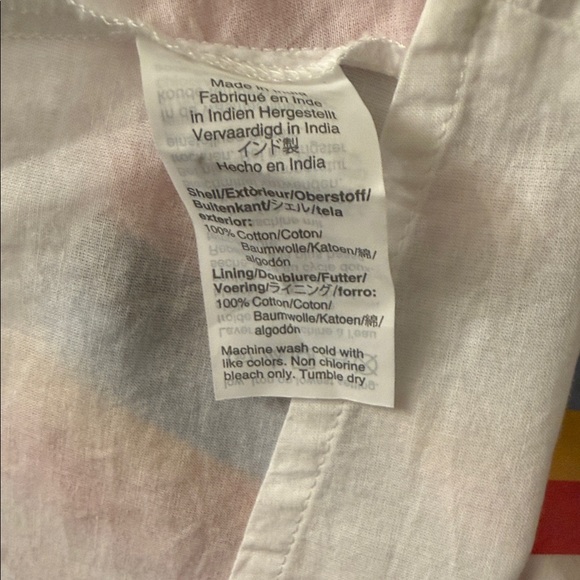 Made in India
Fabriqué en Inde
in Indien Hergestellt
Vervaardigd in India
インド製
Hecho en India
Shell/Extérieur/Oberstoff/
Buitenkant/シェル/tela
exterior:
100% Cotton/Coton/
Baumwolle/Katoen/綿/
algodón
Lining/Doublure/Futter/
Voering/ライニング/forro:
100% Cotton/Coton/
Baumwolle/Katoen/綿/
algodón
Machine wash cold with
like colors. Non chlorine
bleach only. Tumble dry